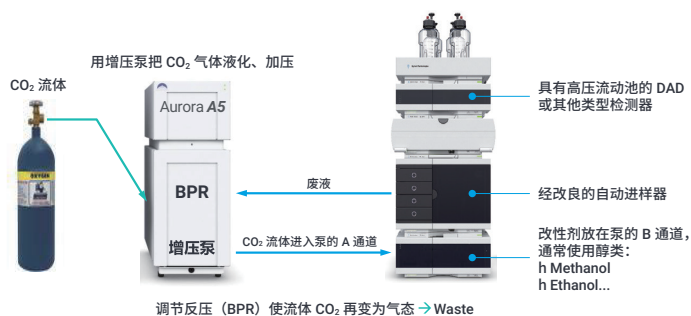 用增压泵把 CO₂ 气体液化、加压
CO₂ 流体
Aurora A5
BPR
增压泵
废液
CO₂ 流体进入泵的 A 通道
具有高压流动池的 DAD
或其他类型检测器
经改良的自动进样器
改性剂放在泵的 B 通道，
通常使用醇类：
h Methanol
h Ethanol...
调节反压（BPR）使流体 CO₂ 再变为气态 → Waste